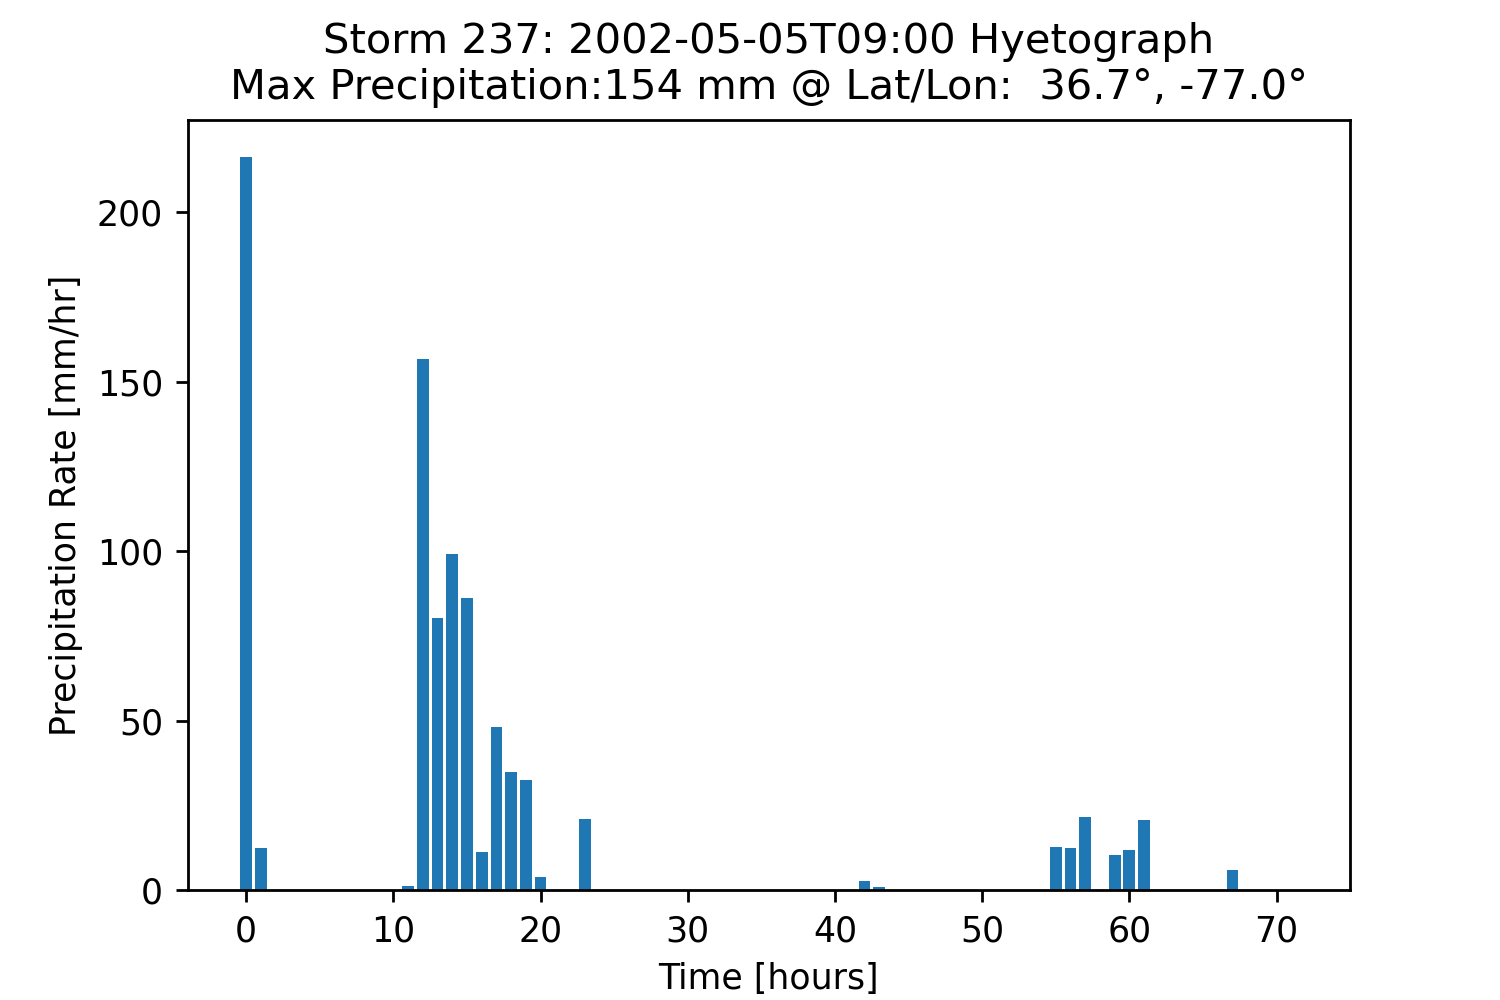 Storm 237: 2002-05-05T09:00 Hyetograph
Max Precipitation:154 mm @ Lat/Lon:  36.7°, -77.0°
Precipitation Rate [mm/hr]
200
150
100
50
0
0 10 20 30 40 50 60 70
Time [hours]